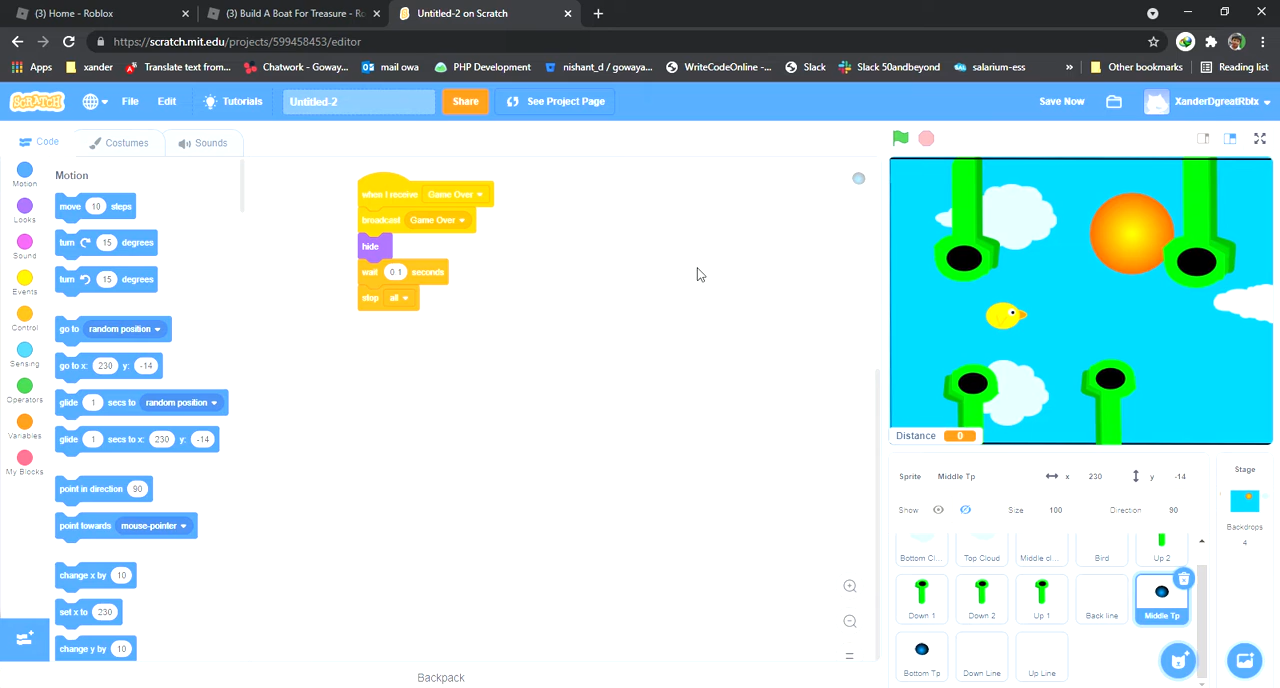 (3) Home - Roblox
(3) Build A Boat For Treasure - Ro
Untitled-2 on Scratch
https://scratch.mit.edu/projects/599458453/editor
Apps
xander
Translate text from...
Chatwork - Goway...
mail owa
PHP Development
nishant_d / gowaya...
WriteCodeOnline -...
Slack
Slack 50andbeyond
salarium-ess
»
Other bookmarks
Reading list
SCRATCH
File
Edit
Tutorials
Untitled-2
Share
See Project Page
Save Now
XanderDgreatRblx
Code
Costumes
Sounds
Motion
Looks
Sound
Events
Control
Sensing
Operators
Variables
My Blocks
Motion
move 10 steps
turn 15 degrees
turn 15 degrees
go to random position
go to x: 230 y: -14
glide 1 secs to random position
glide 1 secs to x: 230 y: -14
point in direction 90
point towards mouse-pointer
change x by 10
set x to 230
change y by 10
when I receive Game Over
broadcast Game Over
hide
wait 0.1 seconds
stop all
Backpack
Distance 0
Sprite Middle Tp x 230 y -14
Show Size 100 Direction 90
Bottom Cl... Top Cloud Middle cl... Bird Up 2
Down 1 Down 2 Up 1 Back line Middle Tp
Bottom Tp Down Line Up Line
Stage
Backdrops
4